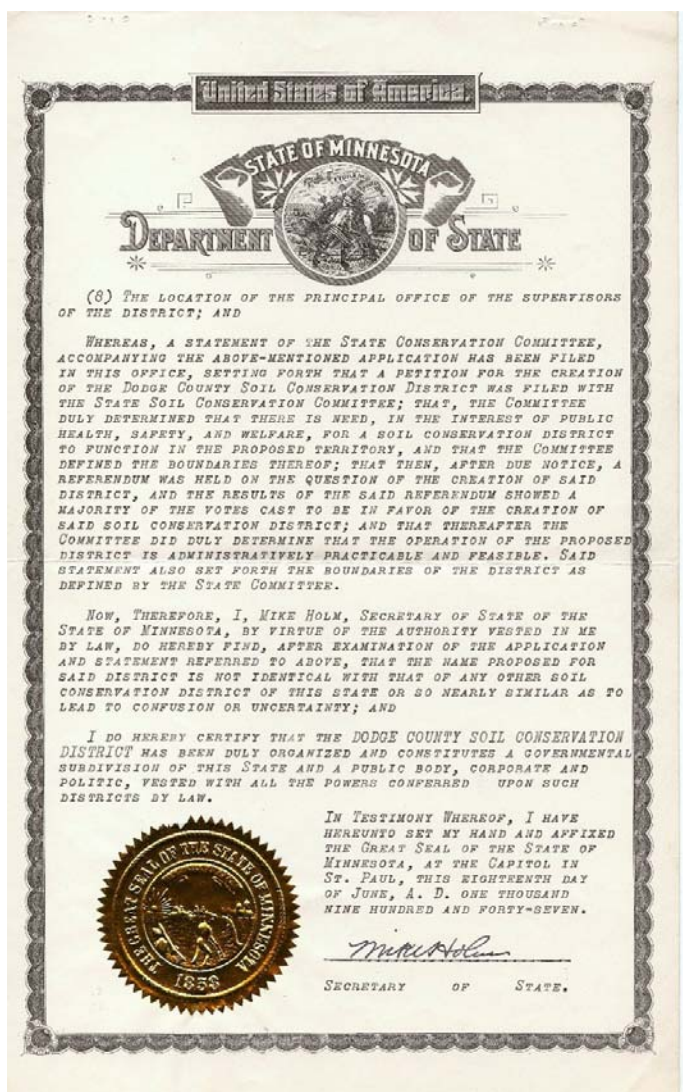 United States of America.
STATE OF MINNESOTA
DEPARTMENT OF STATE
(8) THE LOCATION OF THE PRINCIPAL OFFICE OF THE SUPERVISORS
OF THE DISTRICT; AND
WHEREAS, A STATEMENT OF THE STATE CONSERVATION COMMITTEE,
ACCOMPANYING THE ABOVE-MENTIONED APPLICATION HAS BEEN FILED
IN THIS OFFICE, SETTING FORTH THAT A PETITION FOR THE CREATION
OF THE DODGE COUNTY SOIL CONSERVATION DISTRICT WAS FILED WITH
THE STATE SOIL CONSERVATION COMMITTEE; THAT, THE COMMITTEE
DULY DETERMINED THAT THERE IS NEED, IN THE INTEREST OF PUBLIC
HEALTH, SAFETY, AND WELFARE, FOR A SOIL CONSERVATION DISTRICT
TO FUNCTION IN THE PROPOSED TERRITORY, AND THAT THE COMMITTEE
DEFINED THE BOUNDARIES THEREOF; THAT THEN, AFTER DUE NOTICE, A
REFERENDUM WAS HELD ON THE QUESTION OF THE CREATION OF SAID
DISTRICT, AND THE RESULTS OF THE SAID REFERENDUM SHOWED A
MAJORITY OF THE VOTES CAST TO BE IN FAVOR OF THE CREATION OF
SAID SOIL CONSERVATION DISTRICT; AND THAT THEREAFTER THE
COMMITTEE DID DULY DETERMINE THAT THE OPERATION OF THE PROPOSED
DISTRICT IS ADMINISTRATIVELY PRACTICABLE AND FEASIBLE. SAID
STATEMENT ALSO SET FORTH THE BOUNDARIES OF THE DISTRICT AS
DEFINED BY THE STATE COMMITTEE.
NOW, THEREFORE, I, MIKE HOLM, SECRETARY OF STATE OF THE
STATE OF MINNESOTA, BY VIRTUE OF THE AUTHORITY VESTED IN ME
BY LAW, DO HEREBY FIND, AFTER EXAMINATION OF THE APPLICATION
AND STATEMENT REFERRED TO ABOVE, THAT THE NAME PROPOSED FOR
SAID DISTRICT IS NOT IDENTICAL WITH THAT OF ANY OTHER SOIL
CONSERVATION DISTRICT OF THIS STATE OR SO NEARLY SIMILAR AS TO
LEAD TO CONFUSION OR UNCERTAINTY; AND
I DO HEREBY CERTIFY THAT THE DODGE COUNTY SOIL CONSERVATION
DISTRICT HAS BEEN DULY ORGANIZED AND CONSTITUTES A GOVERNMENTAL
SUBDIVISION OF THIS STATE AND A PUBLIC BODY, CORPORATE AND
POLITIC, VESTED WITH ALL THE POWERS CONFERRED UPON SUCH
DISTRICTS BY LAW.
IN TESTIMONY WHEREOF, I HAVE
HEREUNTO SET MY HAND AND AFFIXED
THE GREAT SEAL OF THE STATE OF
MINNESOTA, AT THE CAPITOL IN
ST. PAUL, THIS EIGHTEENTH DAY
OF JUNE, A. D. ONE THOUSAND
NINE HUNDRED AND FORTY-SEVEN.
Mike Holm
SECRETARY OF STATE.
THE GREAT SEAL OF THE STATE OF MINNESOTA
1858